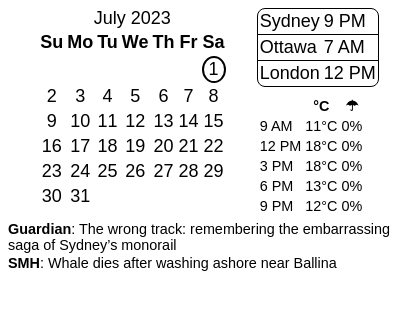 July 2023
Su Mo Tu We Th Fr Sa
1
2 3 4 5 6 7 8
9 10 11 12 13 14 15
16 17 18 19 20 21 22
23 24 25 26 27 28 29
30 31
Sydney 9 PM
Ottawa 7 AM
London 12 PM
°C ☂
9 AM 11°C 0%
12 PM 18°C 0%
3 PM 18°C 0%
6 PM 13°C 0%
9 PM 12°C 0%
Guardian: The wrong track: remembering the embarrassing
saga of Sydney’s monorail
SMH: Whale dies after washing ashore near Ballina